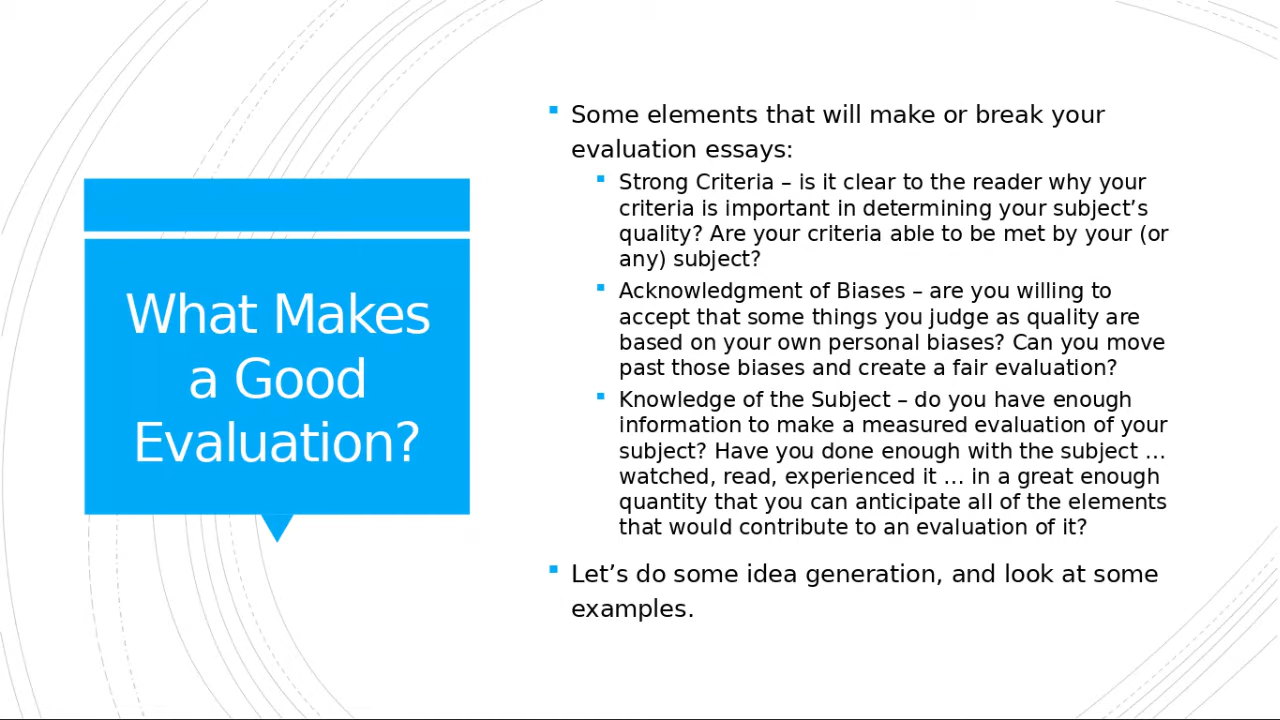 What Makes
a Good
Evaluation?
Some elements that will make or break your
evaluation essays:
Strong Criteria – is it clear to the reader why your
criteria is important in determining your subject’s
quality? Are your criteria able to be met by your (or
any) subject?
Acknowledgment of Biases – are you willing to
accept that some things you judge as quality are
based on your own personal biases? Can you move
past those biases and create a fair evaluation?
Knowledge of the Subject – do you have enough
information to make a measured evaluation of your
subject? Have you done enough with the subject …
watched, read, experienced it … in a great enough
quantity that you can anticipate all of the elements
that would contribute to an evaluation of it?
Let’s do some idea generation, and look at some
examples.